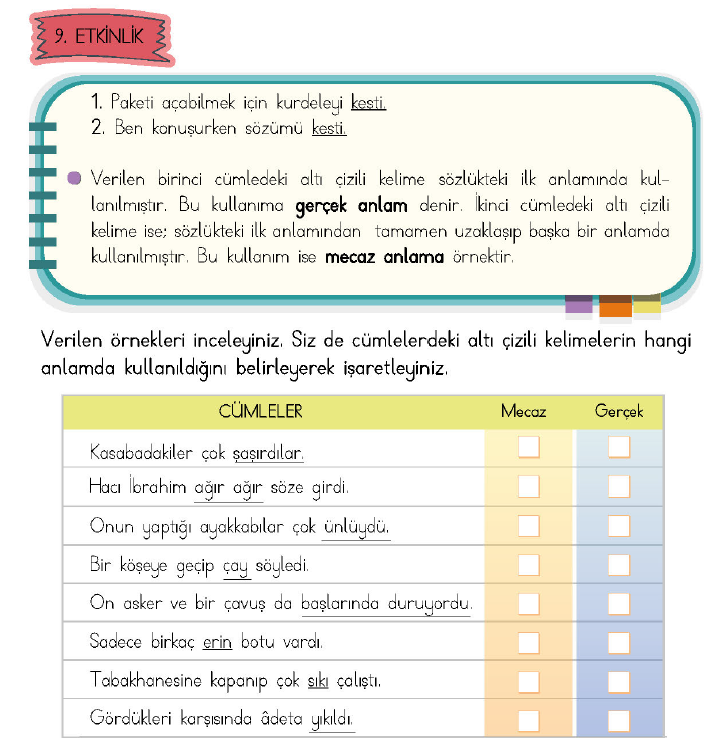 9. ETKİNLİK
1. Paketi açabilmek için kurdeleyi kesti.
2. Ben konuşurken sözümü kesti.
Verilen birinci cümledeki altı çizili kelime sözlükteki ilk anlamında kul-
lanılmıştır. Bu kullanıma gerçek anlam denir. İkinci cümledeki altı çizili
kelime ise; sözlükteki ilk anlamından tamamen uzaklaşıp başka bir anlamda
kullanılmıştır. Bu kullanım ise mecaz anlama örnektir.
Verilen örnekleri inceleyiniz. Siz de cümlelerdeki altı çizili kelimelerin hangi
anlamda kullanıldığını belirleyerek işaretleyiniz.
CÜMLELER Mecaz Gerçek
Kasabadakiler çok şaşırdılar.
Hacı İbrahim ağır ağır söze girdi.
Onun yaptığı ayakkabılar çok ünlüydü.
Bir köşeye geçip çay söyledi.
On asker ve bir çavuş da başlarında duruyordu.
Sadece birkaç erin botu vardı.
Tabakhanesine kapanıp çok sıkı çalıştı.
Gördükleri karşısında âdeta yıkıldı.